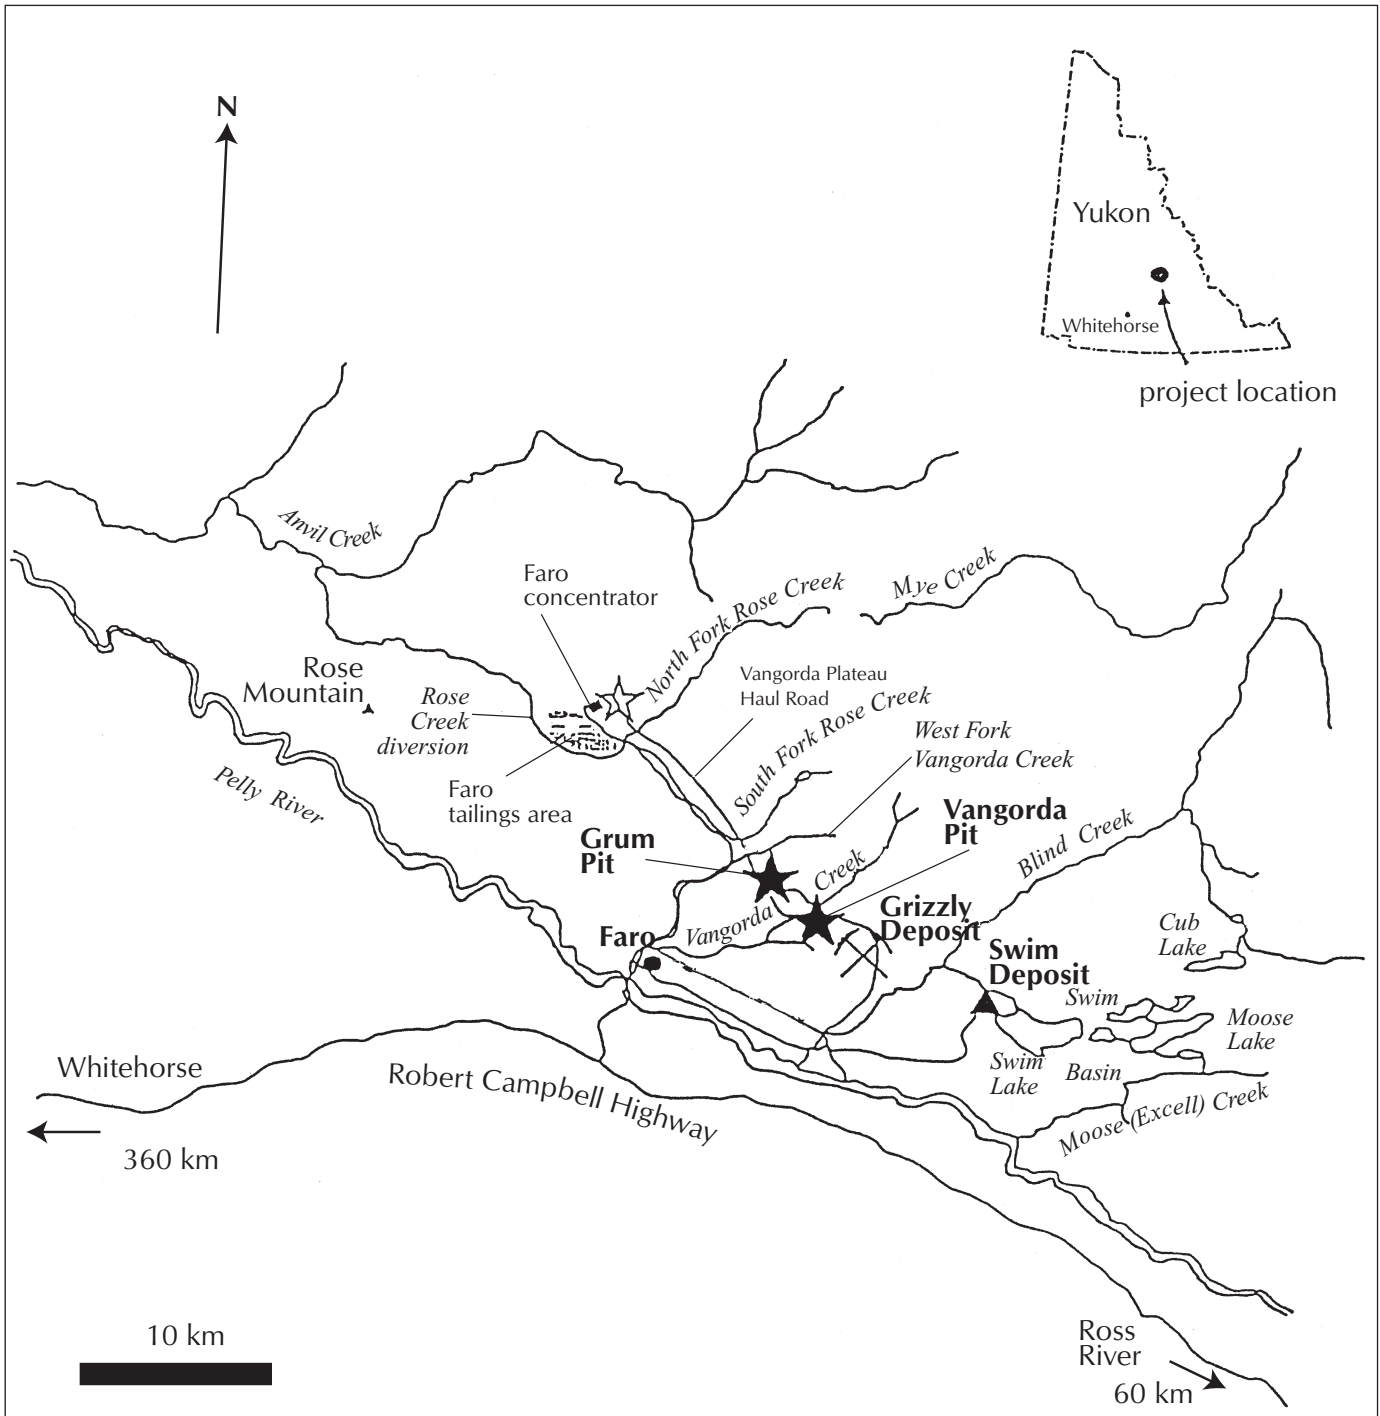 N
Yukon
Whitehorse
project location
Anvil Creek
Faro
concentrator
North Fork Rose Creek
Mye Creek
Rose
Mountain
Rose
Creek
diversion
Vangorda Plateau
Haul Road
South Fork Rose Creek
West Fork
Vangorda Creek
Pelly River
Faro
tailings area
Grum
Pit
Vangorda
Pit
Blind Creek
Vangorda Creek
Grizzly
Deposit
Faro
Swim
Deposit
Cub
Lake
Swim
Basin
Moose
Lake
Swim
Lake
Moose (Excell) Creek
Whitehorse
360 km
Robert Campbell Highway
10 km
Ross
River
60 km